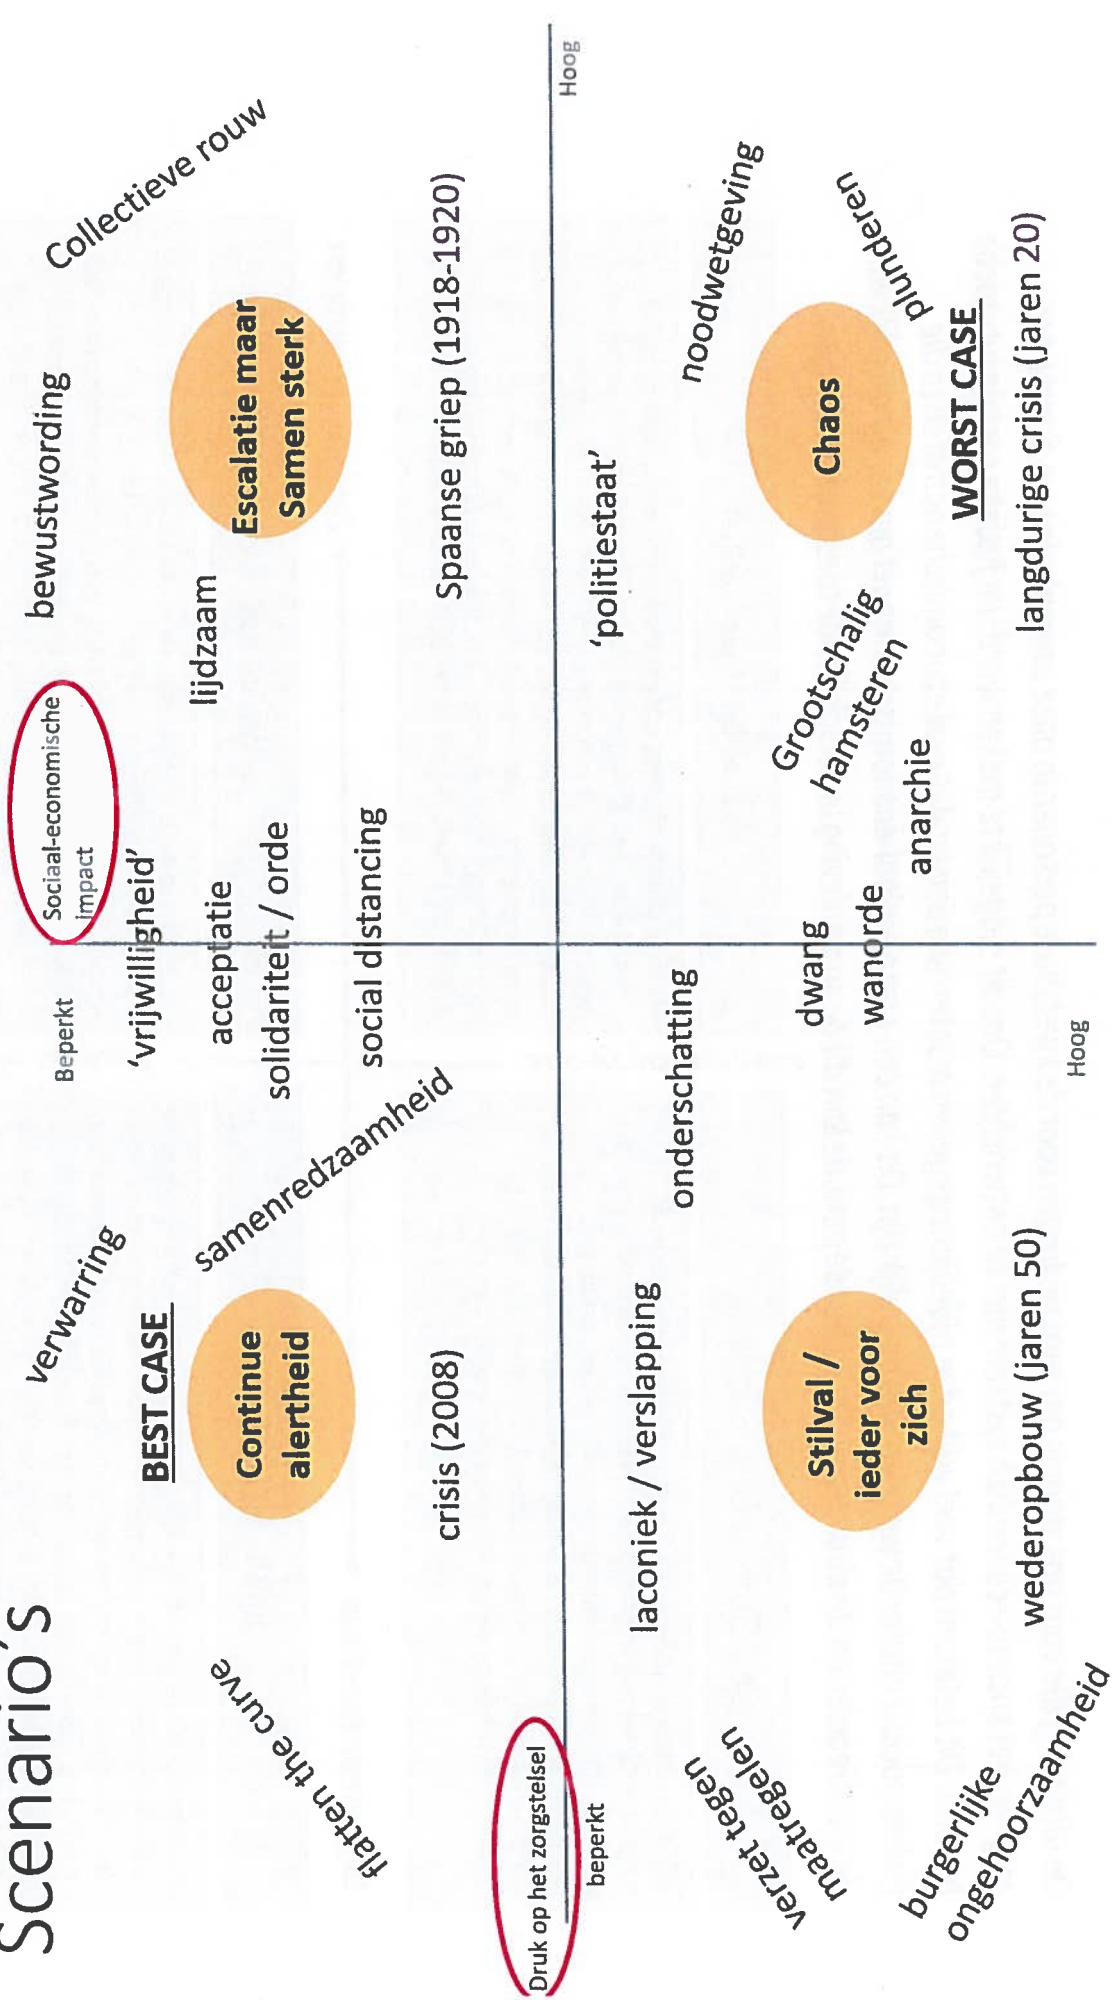 Scenario's
verwarring
Beperkt
Sociaal-economische
impact
bewustwording
Collectieve rouw
BEST CASE
'vrijwilligheid'
flatten the curve
Continue
alertheid
samenredzaamheid
acceptatie
solidariteit / orde
lijdzaam
Escalatie maar
Samen sterk
social distancing
crisis (2008)
Spaanse griep (1918-1920)
Druk op het zorgstelsel
beperkt
Hoog
laconiek / verslapping
onderschatting
'politiestaat'
noodwetgeving
verzet tegen
maatregelen
Stilval /
ieder voor
zich
dwang
wanorde
Grootschalig
hamsteren
anarchie
Chaos
plunderen
WORST CASE
burgerlijke
ongehoorzaamheid
wederopbouw (jaren 50)
Hoog
langdurige crisis (jaren 20)